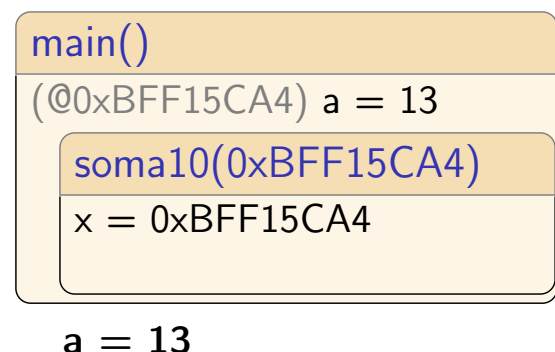 main()
(@0xBFF15CA4) a = 13
soma10(0xBFF15CA4)
x = 0xBFF15CA4
a = 13